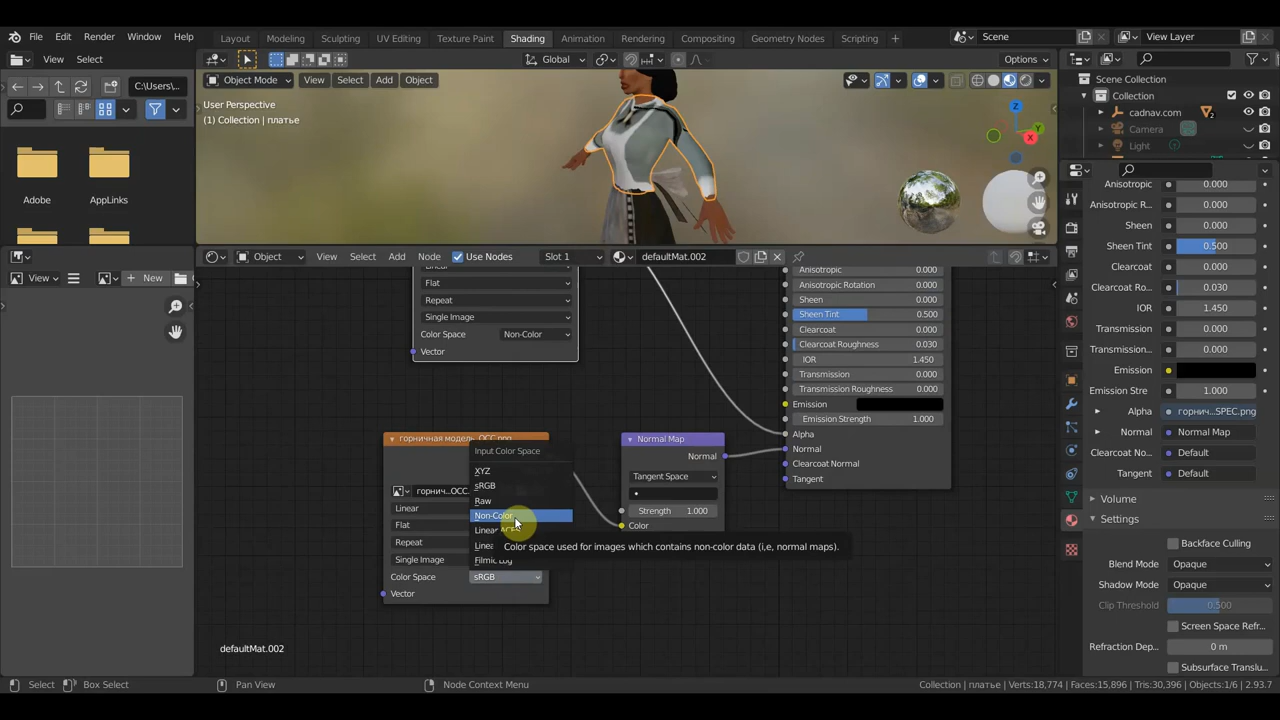 File Edit Render Window Help
Layout Modeling Sculpting UV Editing Texture Paint Shading Animation Rendering Compositing Geometry Nodes Scripting +
Scene
View Layer
View Select
Global
Options
C:\Users\...
Object Mode View Select Add Object
User Perspective
(1) Collection | платье
Z
Y
X
Scene Collection
Collection
cadnav.com
2
Camera
Light
Adobe
AppLinks
Anisotropic 0.000
Anisotropic R... 0.000
Sheen 0.000
Sheen Tint 0.500
Clearcoat 0.000
Clearcoat Ro... 0.030
IOR 1.450
Transmission 0.000
Transmission... 0.000
Emission
Emission Stre 1.000
Alpha горнич...SPEC.png
Normal Normal Map
Clearcoat No... Default
Tangent Default
Volume
Settings
Backface Culling
Blend Mode Opaque
Shadow Mode Opaque
Clip Threshold 0.500
Screen Space Refr...
Refraction Dep... 0 m
Subsurface Translu...
View
+ New
Object View Select Add Node Use Nodes Slot 1 defaultMat.002
Linear
Flat
Repeat
Single Image
Color Space Non-Color
Vector
Anisotropic 0.000
Anisotropic Rotation 0.000
Sheen 0.000
Sheen Tint 0.500
Clearcoat 0.000
Clearcoat Roughness 0.030
IOR 1.450
Transmission 0.000
Transmission Roughness 0.000
Emission
Emission Strength 1.000
Alpha
Normal
Clearcoat Normal
Tangent
горничная модель_OCC.png
горнич...OCC.
Linear
Flat
Repeat
Single Image
Color Space sRGB
Vector
Input Color Space
XYZ
sRGB
Raw
Non-Color
Linear ACES
Linea
Filmic Log
Color space used for images which contains non-color data (i,e, normal maps).
Normal Map
Normal
Tangent Space
Strength 1.000
Color
defaultMat.002
Select Box Select Pan View Node Context Menu
Collection | платье | Verts:18,774 | Faces:15,896 | Tris:30,396 | Objects:1/6 | 2.93.7